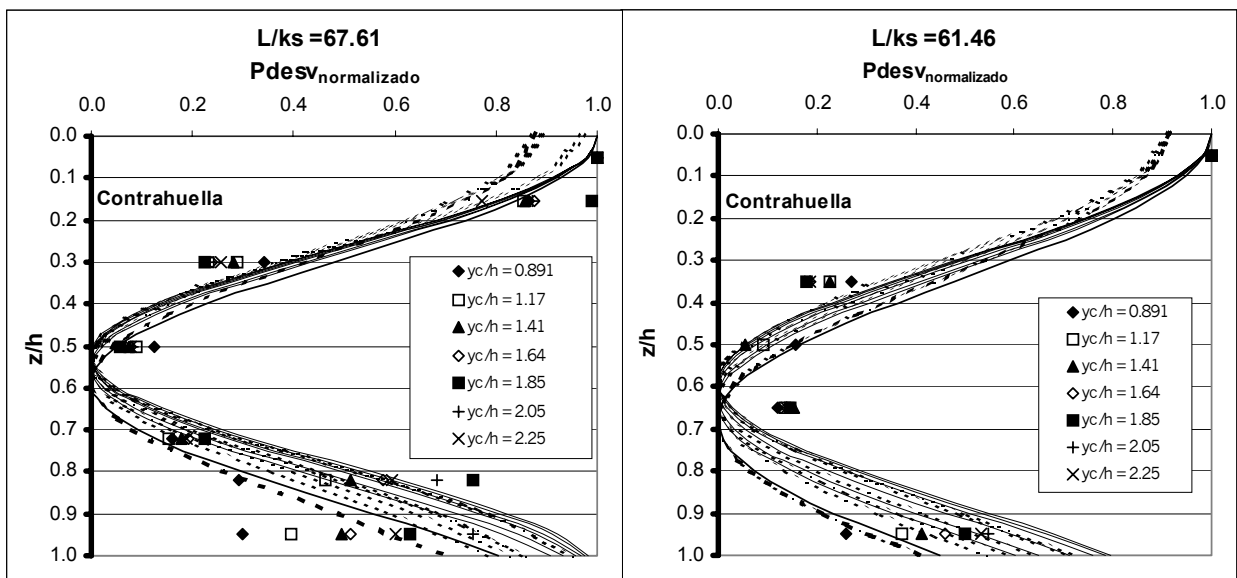 L/ks =67.61
Pdesv normalizado
0.0 0.2 0.4 0.6 0.8 1.0
0.0
0.1
0.2
0.3
0.4
0.5
0.6
0.7
0.8
0.9
1.0
z/h
Contrahuella
yc/h = 0.891
yc/h = 1.17
yc/h = 1.41
yc/h = 1.64
yc/h = 1.85
yc/h = 2.05
yc/h = 2.25
L/ks =61.46
Pdesv normalizado
0.0 0.2 0.4 0.6 0.8 1.0
0.0
0.1
0.2
0.3
0.4
0.5
0.6
0.7
0.8
0.9
1.0
z/h
Contrahuella
yc/h = 0.891
yc/h = 1.17
yc/h = 1.41
yc/h = 1.64
yc/h = 1.85
yc/h = 2.05
yc/h = 2.25